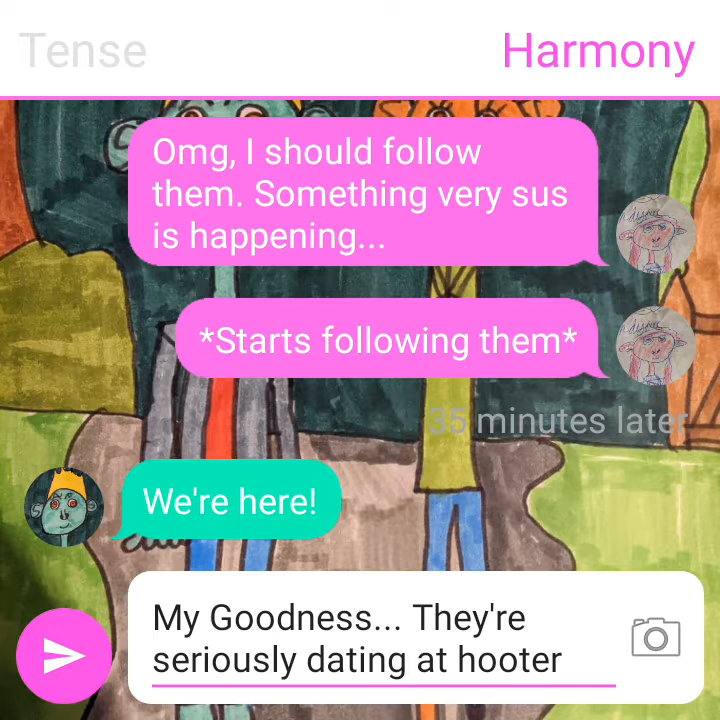 Tense Harmony
Omg, I should follow
them. Something very sus
is happening...
*Starts following them*
35 minutes later
We're here!
My Goodness... They're
seriously dating at hooter